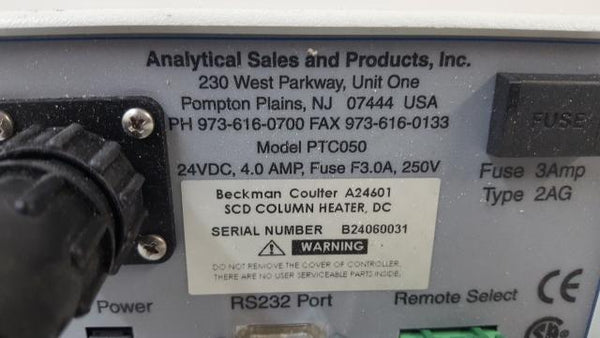 Analytical Sales and Products, Inc.
230 West Parkway, Unit One
Pompton Plains, NJ 07444 USA
PH 973-616-0700 FAX 973-616-0133
Model PTC050
24VDC, 4.0 AMP, Fuse F3.0A, 250V
FUSE
Fuse 3Amp
Type 2AG
Beckman Coulter A24601
SCD COLUMN HEATER, DC
SERIAL NUMBER B24060031
WARNING
DO NOT REMOVE THE COVER OF CONTROLLER.
THERE ARE NO USER SERVICEABLE PARTS INSIDE.
Power
RS232 Port
Remote Select
CE